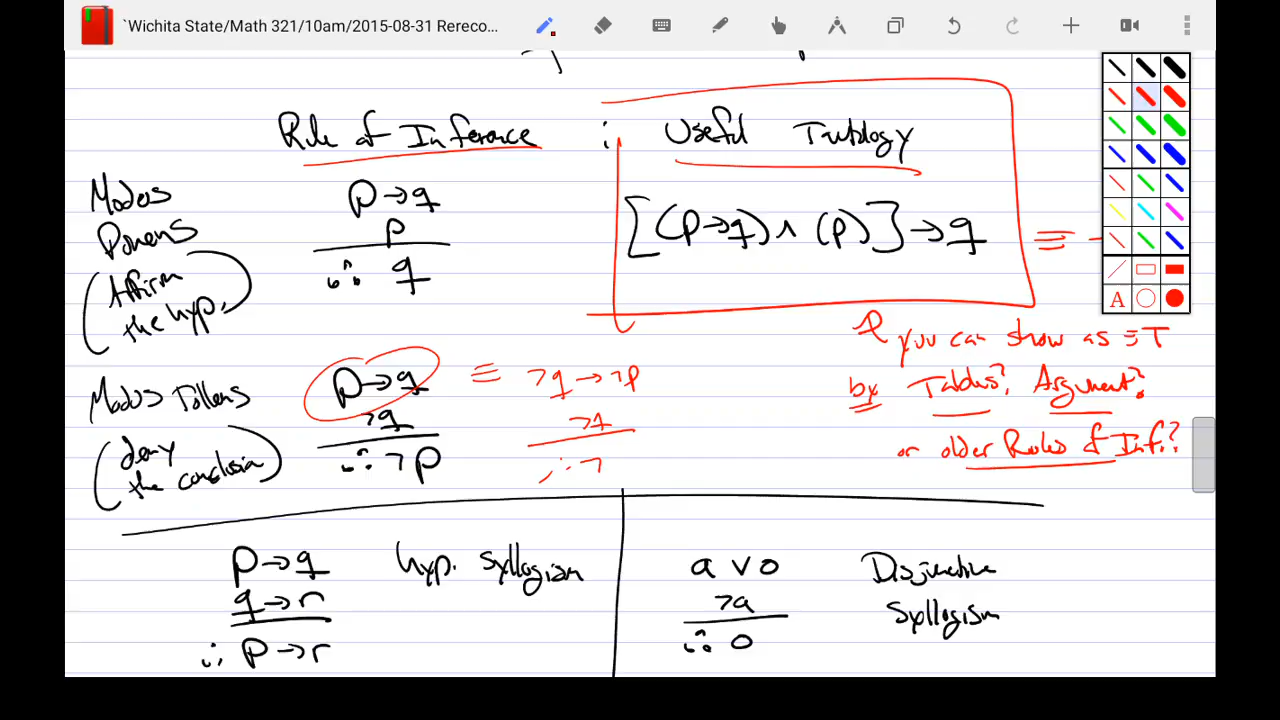 `Wichita State/Math 321/10am/2015-08-31 Rereco...
Rule of Inference : Useful Tutology
Modus Ponens
(Affirm the hyp.)
p→q
p
∴ q
[(p→q)∧(p)]→q
≡
you can show as ≡T
by Tables? Argument?
or older Rules of Inf.?
Modus Tollens
(deny the conclusion)
p→q
¬q
∴ ¬p
≡ ¬q→¬p
¬q
∴ ¬
p→q
q→r
∴ p→r
hyp. syllogism
a ∨ o
¬a
∴ o
Disjunctive
Syllogism
A